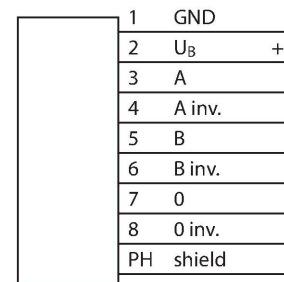 1 GND
2 U_B +
3 A
4 A inv.
5 B
6 B inv.
7 0
8 0 inv.
PH shield